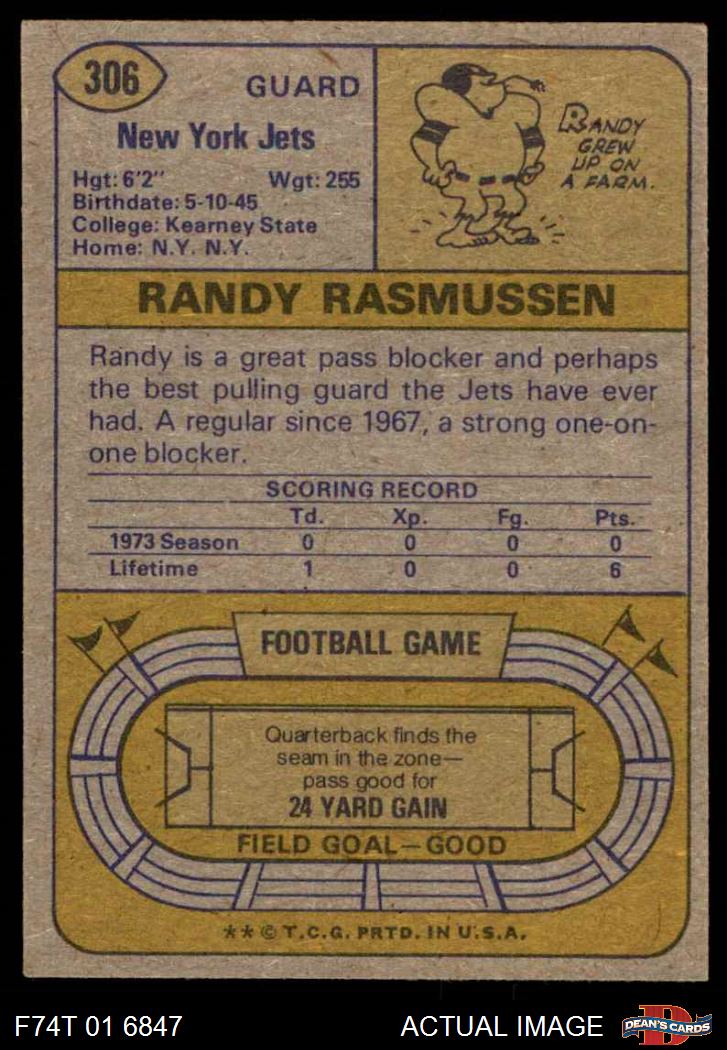 306
GUARD
New York Jets
Hgt: 6'2" Wgt: 255
Birthdate: 5-10-45
College: Kearney State
Home: N.Y. N.Y.
RANDY
GREW
UP ON
A FARM.
RANDY RASMUSSEN
Randy is a great pass blocker and perhaps
the best pulling guard the Jets have ever
had. A regular since 1967, a strong one-on-
one blocker.
SCORING RECORD
Td. Xp. Fg. Pts.
1973 Season 0 0 0 0
Lifetime 1 0 0 6
FOOTBALL GAME
Quarterback finds the
seam in the zone—
pass good for
24 YARD GAIN
FIELD GOAL—GOOD
** © T.C.G. PRTD. IN U.S.A.
F74T 01 6847 ACTUAL IMAGE
D
DEAN'S CARDS